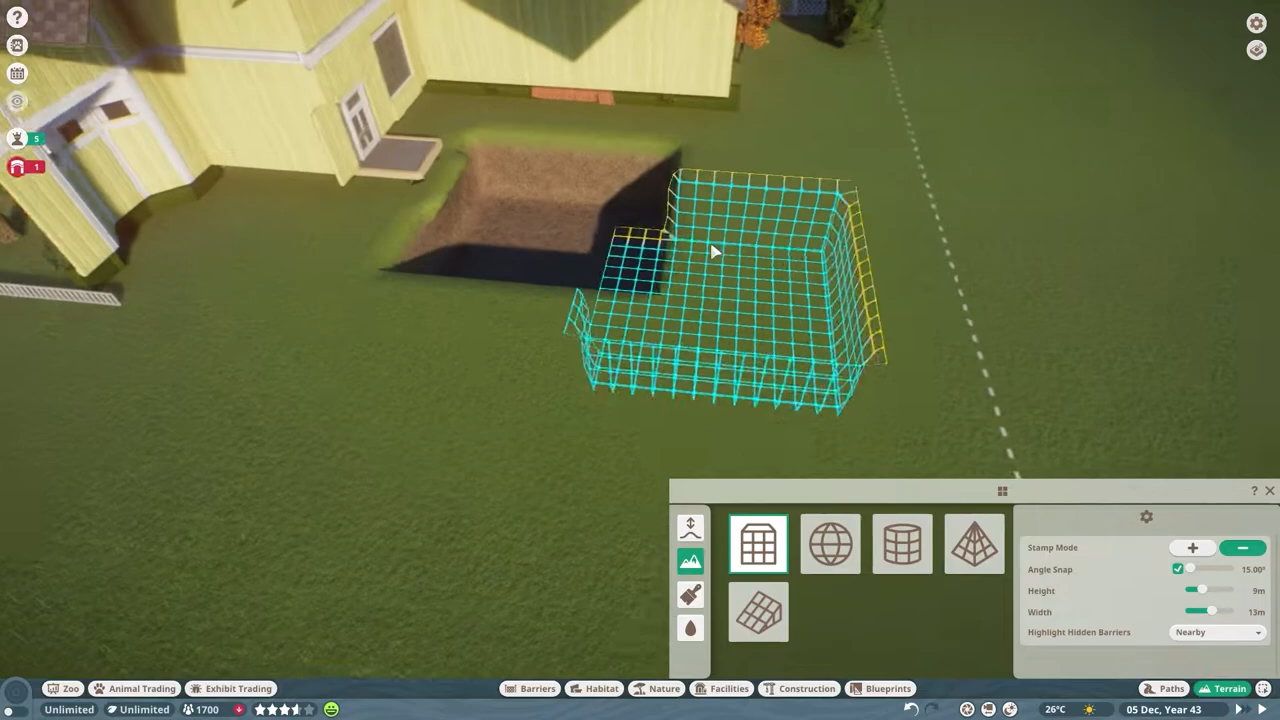 ?
5
1
? ×
Stamp Mode + −
Angle Snap 15.00°
Height 9m
Width 13m
Highlight Hidden Barriers Nearby
Zoo Animal Trading Exhibit Trading Barriers Habitat Nature Facilities Construction Blueprints Paths Terrain
Unlimited Unlimited 1700 26°C 05 Dec, Year 43